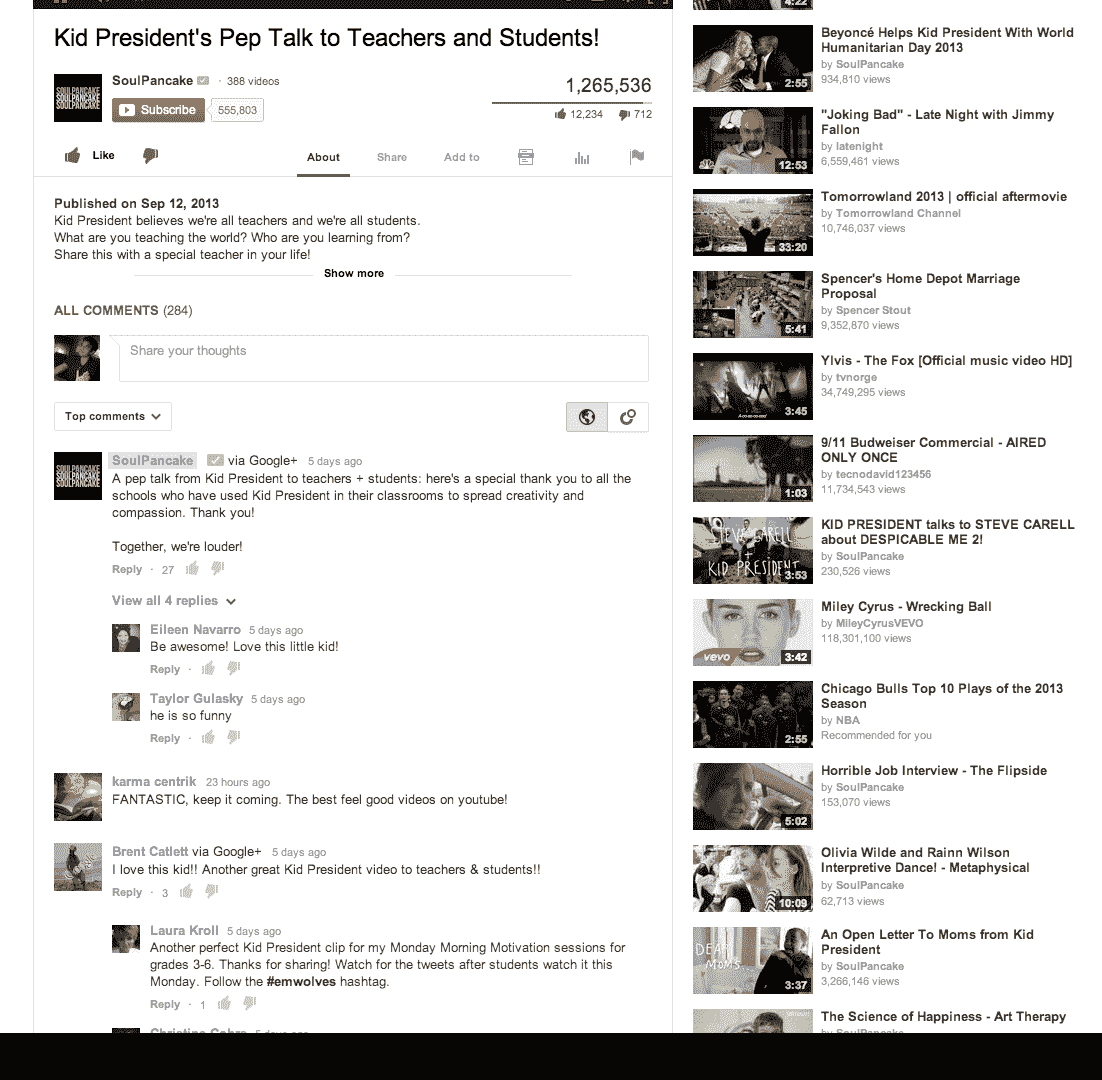 Kid President's Pep Talk to Teachers and Students!
SOULPANCAKE
SOULPANCAKE
SOULPANCAKE
SoulPancake · 388 videos
Subscribe 555,803
1,265,536
12,234 712
Like
About Share Add to
Published on Sep 12, 2013
Kid President believes we're all teachers and we're all students.
What are you teaching the world? Who are you learning from?
Share this with a special teacher in your life!
Show more
ALL COMMENTS (284)
Share your thoughts
Top comments
SOULPANCAKE
SOULPANCAKE
SOULPANCAKE
SoulPancake via Google+ 5 days ago
A pep talk from Kid President to teachers + students: here's a special thank you to all the
schools who have used Kid President in their classrooms to spread creativity and
compassion. Thank you!
Together, we're louder!
Reply · 27
View all 4 replies
Eileen Navarro 5 days ago
Be awesome! Love this little kid!
Reply ·
Taylor Gulasky 5 days ago
he is so funny
Reply ·
karma centrik 23 hours ago
FANTASTIC, keep it coming. The best feel good videos on youtube!
Brent Catlett via Google+ 5 days ago
I love this kid!! Another great Kid President video to teachers & students!!
Reply · 3
Laura Kroll 5 days ago
Another perfect Kid President clip for my Monday Morning Motivation sessions for
grades 3-6. Thanks for sharing! Watch for the tweets after students watch it this
Monday. Follow the #emwolves hashtag.
Reply · 1
4:22
2:55
Beyoncé Helps Kid President With World
Humanitarian Day 2013
by SoulPancake
934,810 views
12:53
"Joking Bad" - Late Night with Jimmy
Fallon
by latenight
6,559,461 views
33:20
Tomorrowland 2013 | official aftermovie
by Tomorrowland Channel
10,746,037 views
5:41
Spencer's Home Depot Marriage
Proposal
by Spencer Stout
9,352,870 views
3:45
Ylvis - The Fox [Official music video HD]
by tvnorge
34,749,295 views
1:03
9/11 Budweiser Commercial - AIRED
ONLY ONCE
by tecnodavid123456
11,734,543 views
STEVE CARELL
+
KID PRESIDENT
3:53
KID PRESIDENT talks to STEVE CARELL
about DESPICABLE ME 2!
by SoulPancake
230,526 views
vevo
3:42
Miley Cyrus - Wrecking Ball
by MileyCyrusVEVO
118,301,100 views
2:55
Chicago Bulls Top 10 Plays of the 2013
Season
by NBA
Recommended for you
5:02
Horrible Job Interview - The Flipside
by SoulPancake
153,070 views
10:09
Olivia Wilde and Rainn Wilson
Interpretive Dance! - Metaphysical
by SoulPancake
62,713 views
DEAR
MOMS
3:37
An Open Letter To Moms from Kid
President
by SoulPancake
3,266,146 views
The Science of Happiness - Art Therapy
by SoulPancake